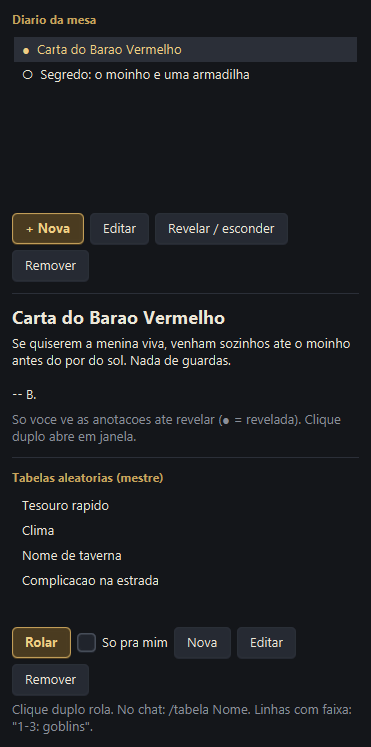 Diario da mesa
● Carta do Barao Vermelho
○ Segredo: o moinho e uma armadilha
+ Nova
Editar
Revelar / esconder
Remover
Carta do Barao Vermelho
Se quiserem a menina viva, venham sozinhos ate o moinho
antes do por do sol. Nada de guardas.
-- B.
So voce ve as anotacoes ate revelar (● = revelada). Clique
duplo abre em janela.
Tabelas aleatorias (mestre)
Tesouro rapido
Clima
Nome de taverna
Complicacao na estrada
Rolar
So pra mim
Nova
Editar
Remover
Clique duplo rola. No chat: /tabela Nome. Linhas com faixa:
"1-3: goblins".